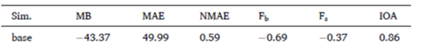 Sim. MB MAE NMAE Fb Fs IOA
base −43.37 49.99 0.59 −0.69 −0.37 0.86